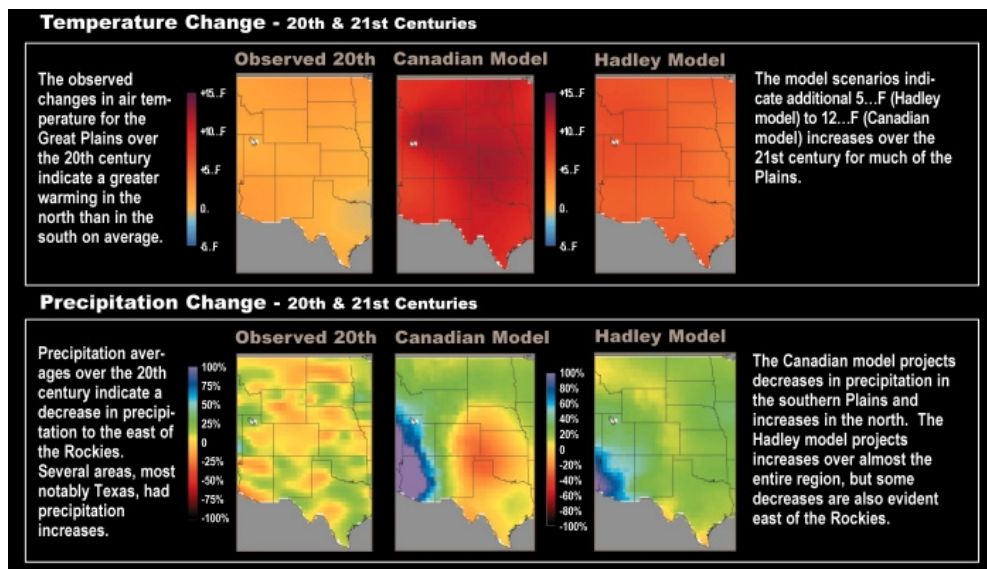 Temperature Change - 20th & 21st Centuries
Observed 20th
Canadian Model
Hadley Model
The observed
changes in air tem-
perature for the
Great Plains over
the 20th century
indicate a greater
warming in the
north than in the
south on average.
+15...F
+10...F
+5...F
0.
-5...F
+15...F
+10...F
+5...F
0.
-5...F
The model scenarios indi-
cate additional 5...F (Hadley
model) to 12...F (Canadian
model) increases over the
21st century for much of the
Plains.
Precipitation Change - 20th & 21st Centuries
Observed 20th
Canadian Model
Hadley Model
Precipitation aver-
ages over the 20th
century indicate a
decrease in precipi-
tation to the east of
the Rockies.
Several areas, most
notably Texas, had
precipitation
increases.
100%
75%
50%
25%
0
-25%
-50%
-75%
-100%
100%
80%
60%
40%
20%
0
-20%
-40%
-60%
-80%
-100%
The Canadian model projects
decreases in precipitation in
the southern Plains and
increases in the north. The
Hadley model projects
increases over almost the
entire region, but some
decreases are also evident
east of the Rockies.